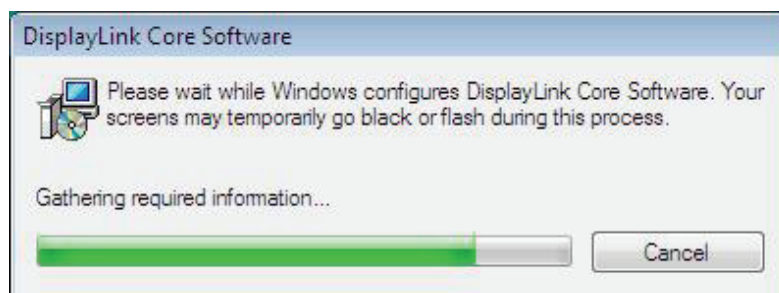 DisplayLink Core Software
Please wait while Windows configures DisplayLink Core Software. Your
screens may temporarily go black or flash during this process.
Gathering required information...
Cancel